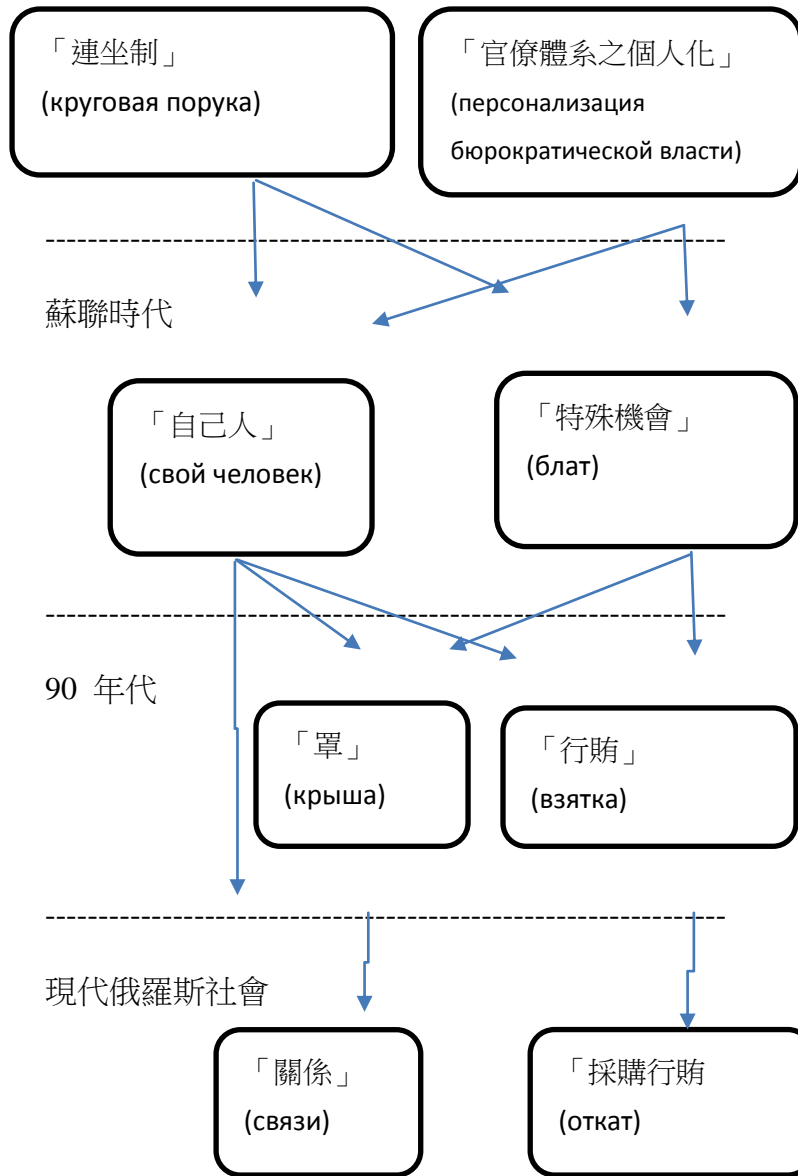 「連坐制」
(круговая порука)
「官僚體系之個人化」
(персонализация
бюрократической власти)
蘇聯時代
「自己人」
(свой человек)
「特殊機會」
(блат)
90 年代
「罩」
(крыша)
「行賄」
(взятка)
現代俄羅斯社會
「關係」
(связи)
「採購行賄
(откат)